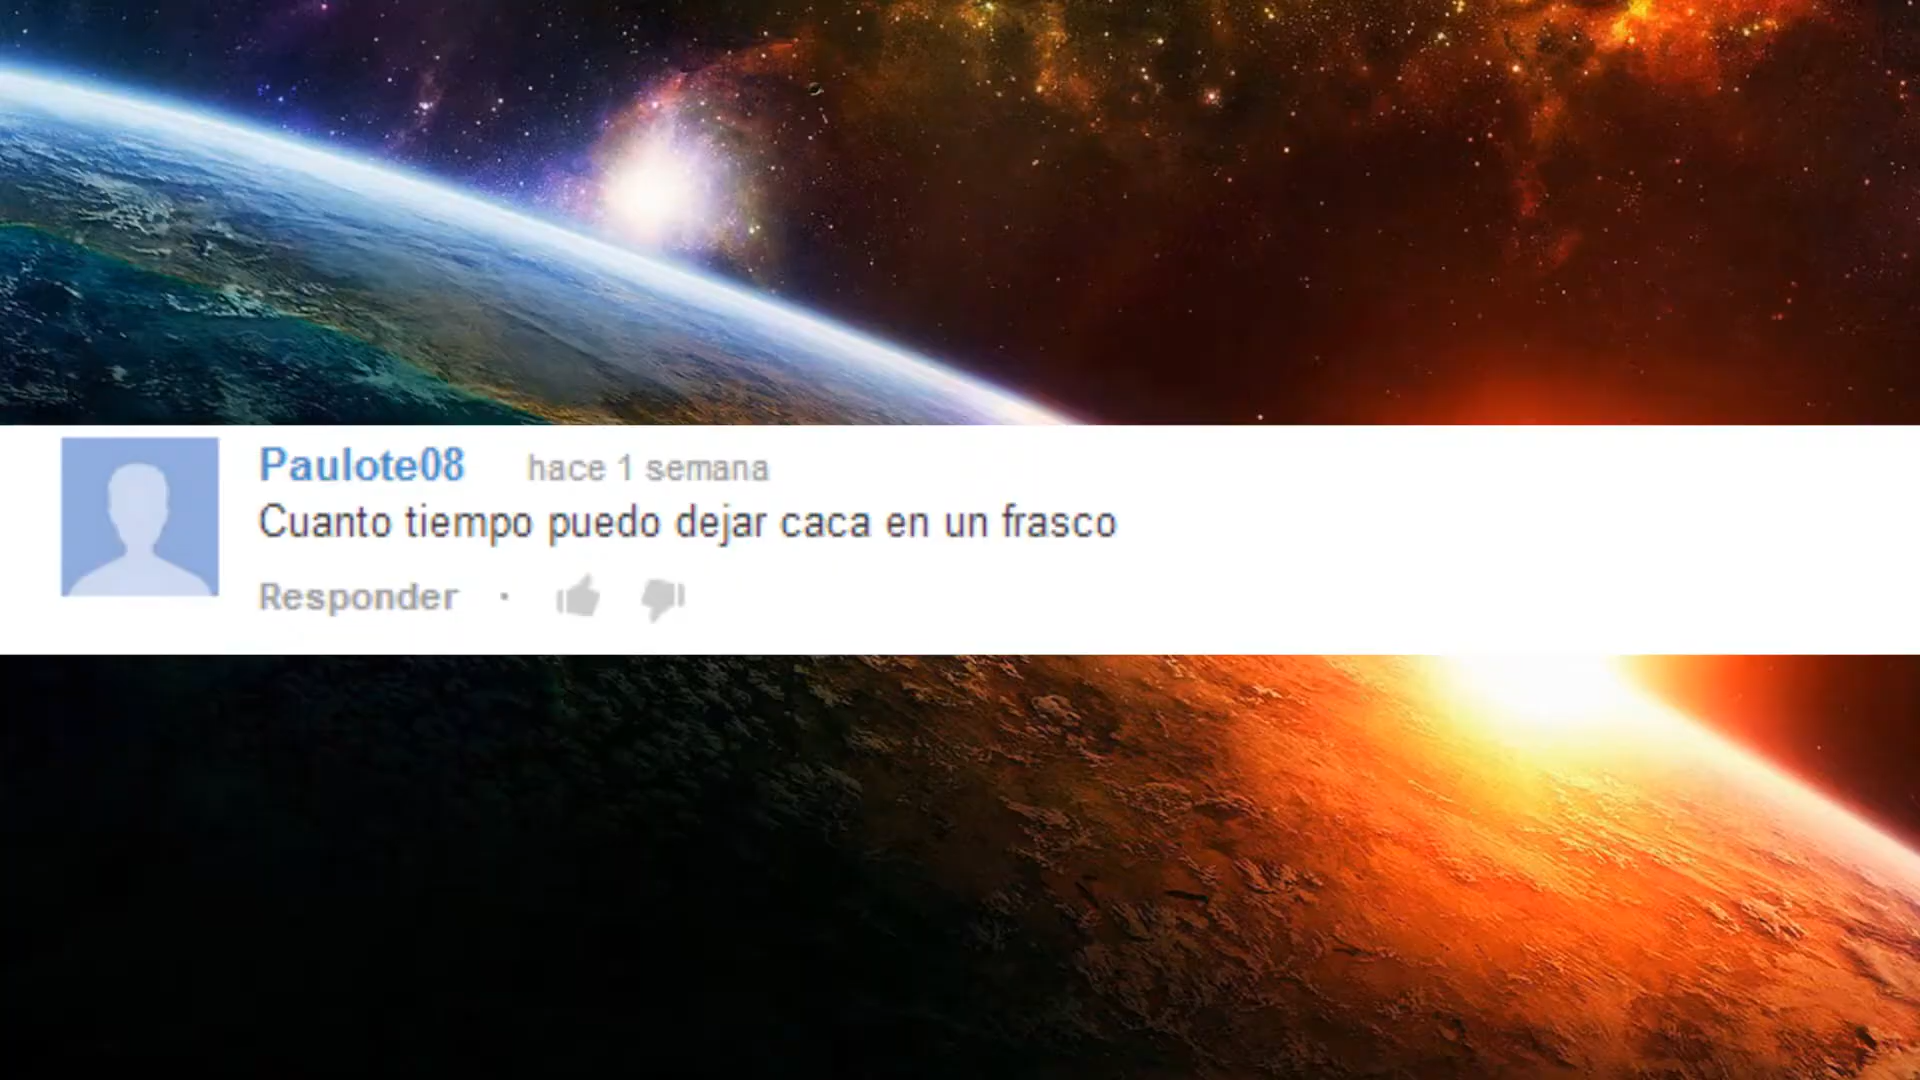 Paulote08 hace 1 semana
Cuanto tiempo puedo dejar caca en un frasco
Responder ·